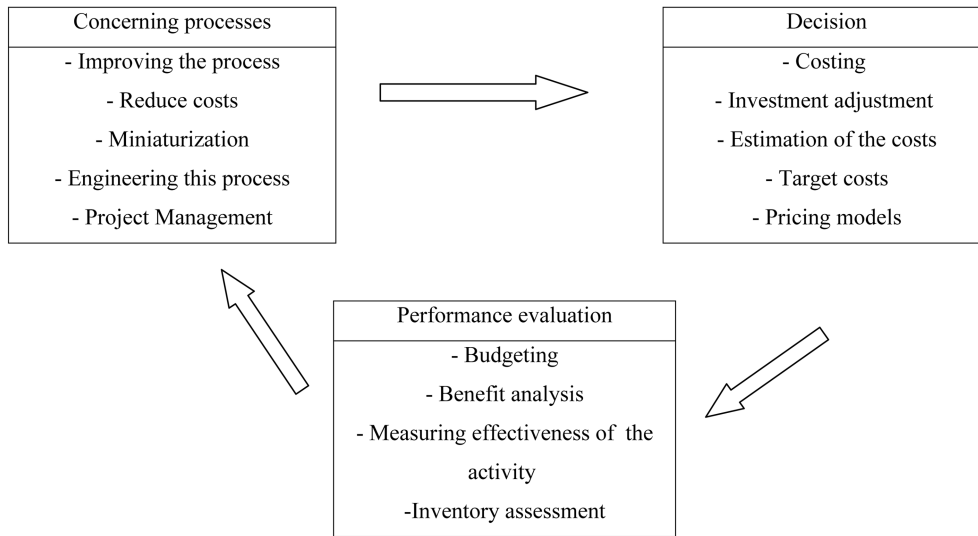 Concerning processes
- Improving the process
- Reduce costs
- Miniaturization
- Engineering this process
- Project Management
Decision
- Costing
- Investment adjustment
- Estimation of the costs
- Target costs
- Pricing models
Performance evaluation
- Budgeting
- Benefit analysis
- Measuring effectiveness of the
activity
-Inventory assessment